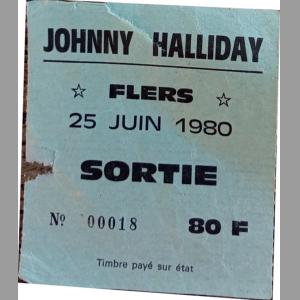 JOHNNY HALLIDAY
☆ FLERS ☆
25 JUIN 1980
SORTIE
Nº 00018 80 F
Timbre payé sur état